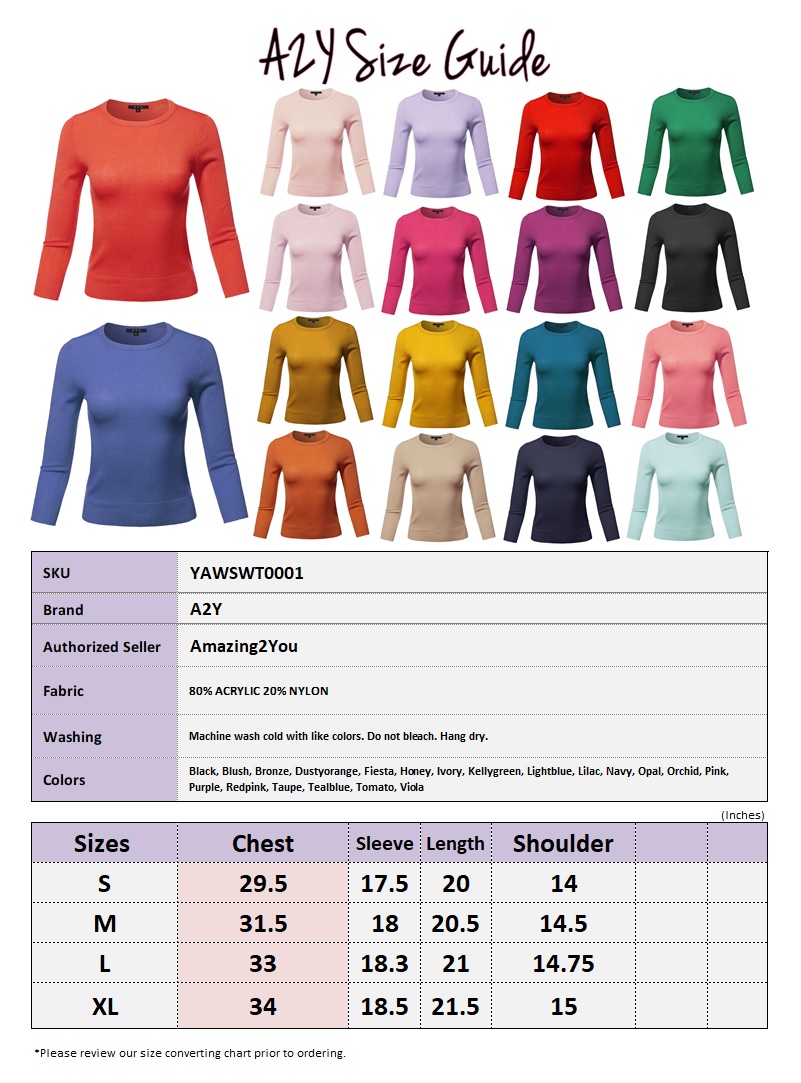 A2Y Size Guide
SKU YAWSWT0001
Brand A2Y
Authorized Seller Amazing2You
Fabric 80% ACRYLIC 20% NYLON
Washing Machine wash cold with like colors. Do not bleach. Hang dry.
Colors Black, Blush, Bronze, Dustyorange, Fiesta, Honey, Ivory, Kellygreen, Lightblue, Lilac, Navy, Opal, Orchid, Pink,
Purple, Redpink, Taupe, Tealblue, Tomato, Viola
(Inches)
Sizes Chest Sleeve Length Shoulder
S 29.5 17.5 20 14
M 31.5 18 20.5 14.5
L 33 18.3 21 14.75
XL 34 18.5 21.5 15
*Please review our size converting chart prior to ordering.